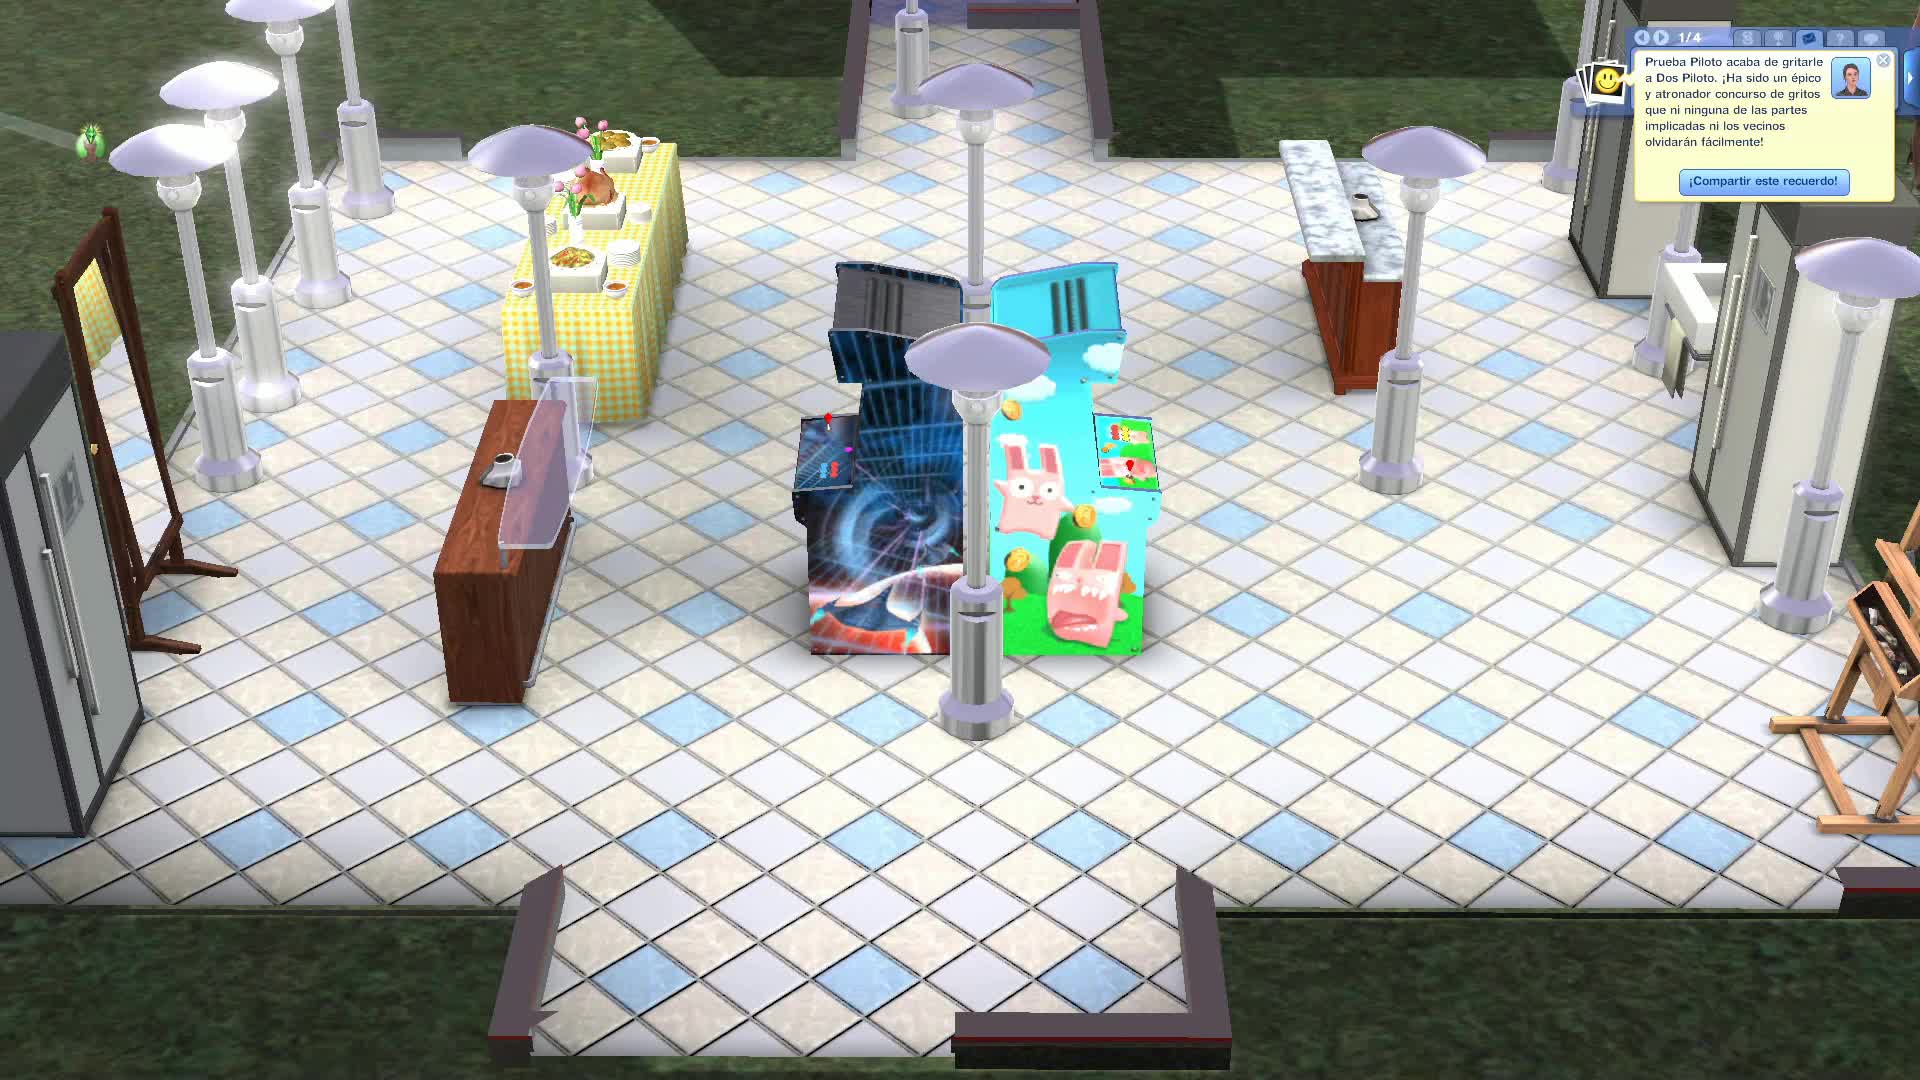 1/4
Prueba Piloto acaba de gritarle
a Dos Piloto. ¡Ha sido un épico
y atronador concurso de gritos
que ni ninguna de las partes
implicadas ni los vecinos
olvidarán fácilmente!
¡Compartir este recuerdo!